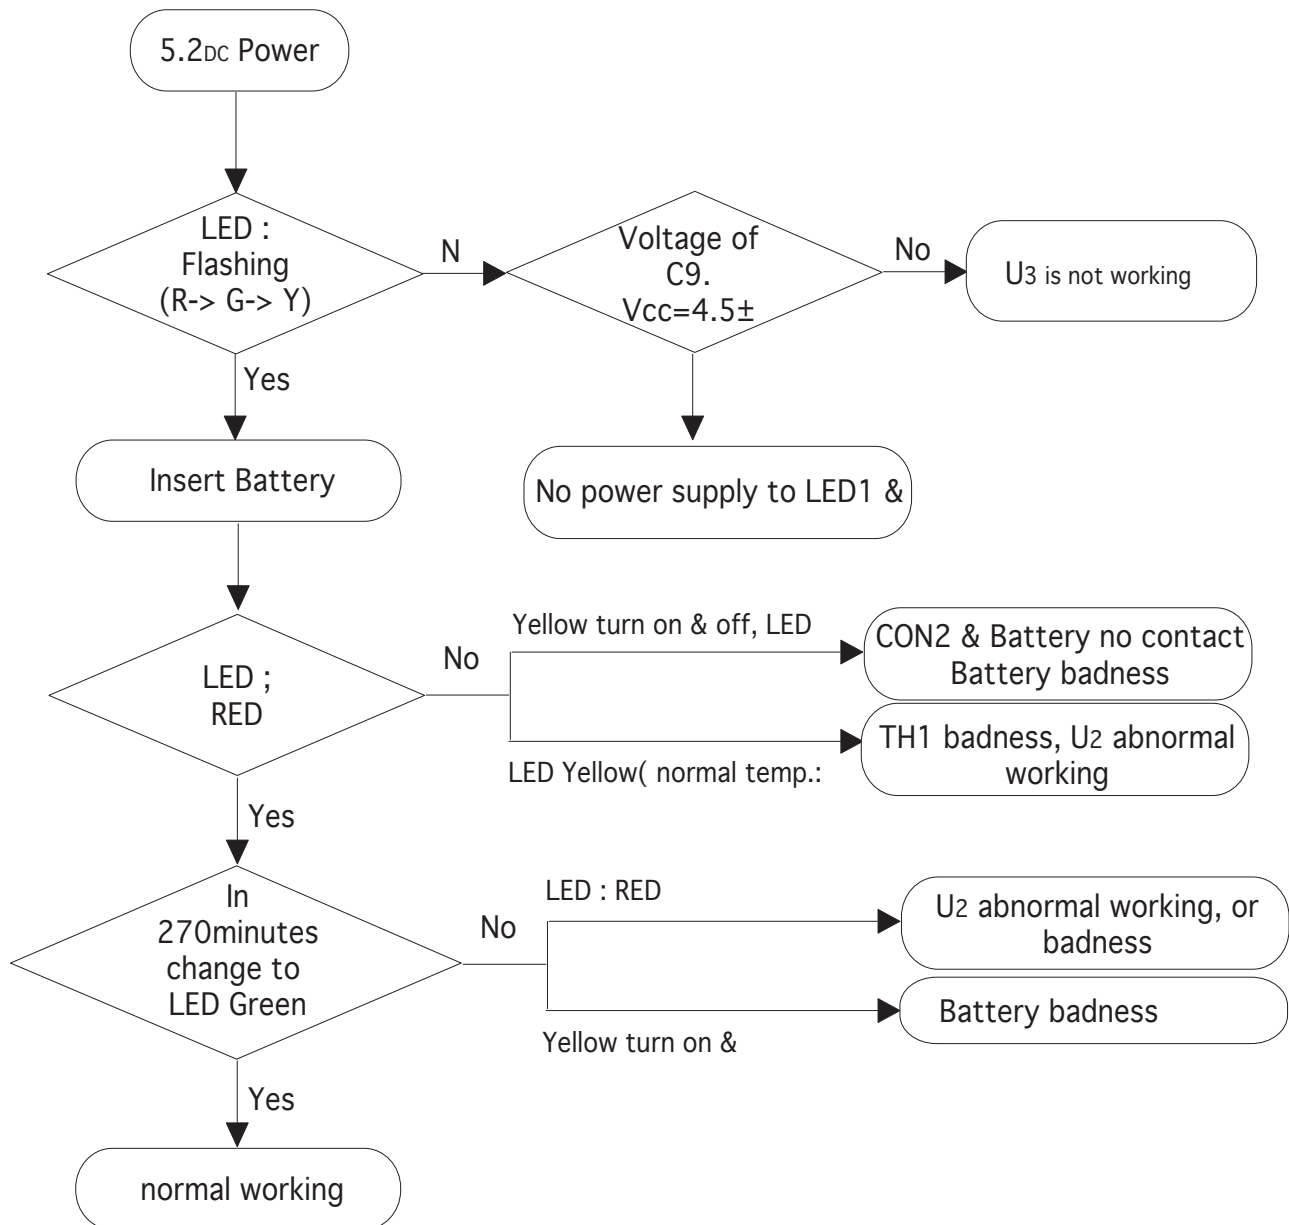 5.2DC Power
LED :
Flashing
(R-> G-> Y)
N
Voltage of
C9.
Vcc=4.5±
No
U3 is not working
Yes
Insert Battery
No power supply to LED1 &
LED ;
RED
No
Yellow turn on & off, LED
CON2 & Battery no contact
Battery badness
LED Yellow( normal temp.:
TH1 badness, U2 abnormal
working
Yes
In
270minutes
change to
LED Green
No
LED : RED
U2 abnormal working, or
badness
Yellow turn on &
Battery badness
Yes
normal working